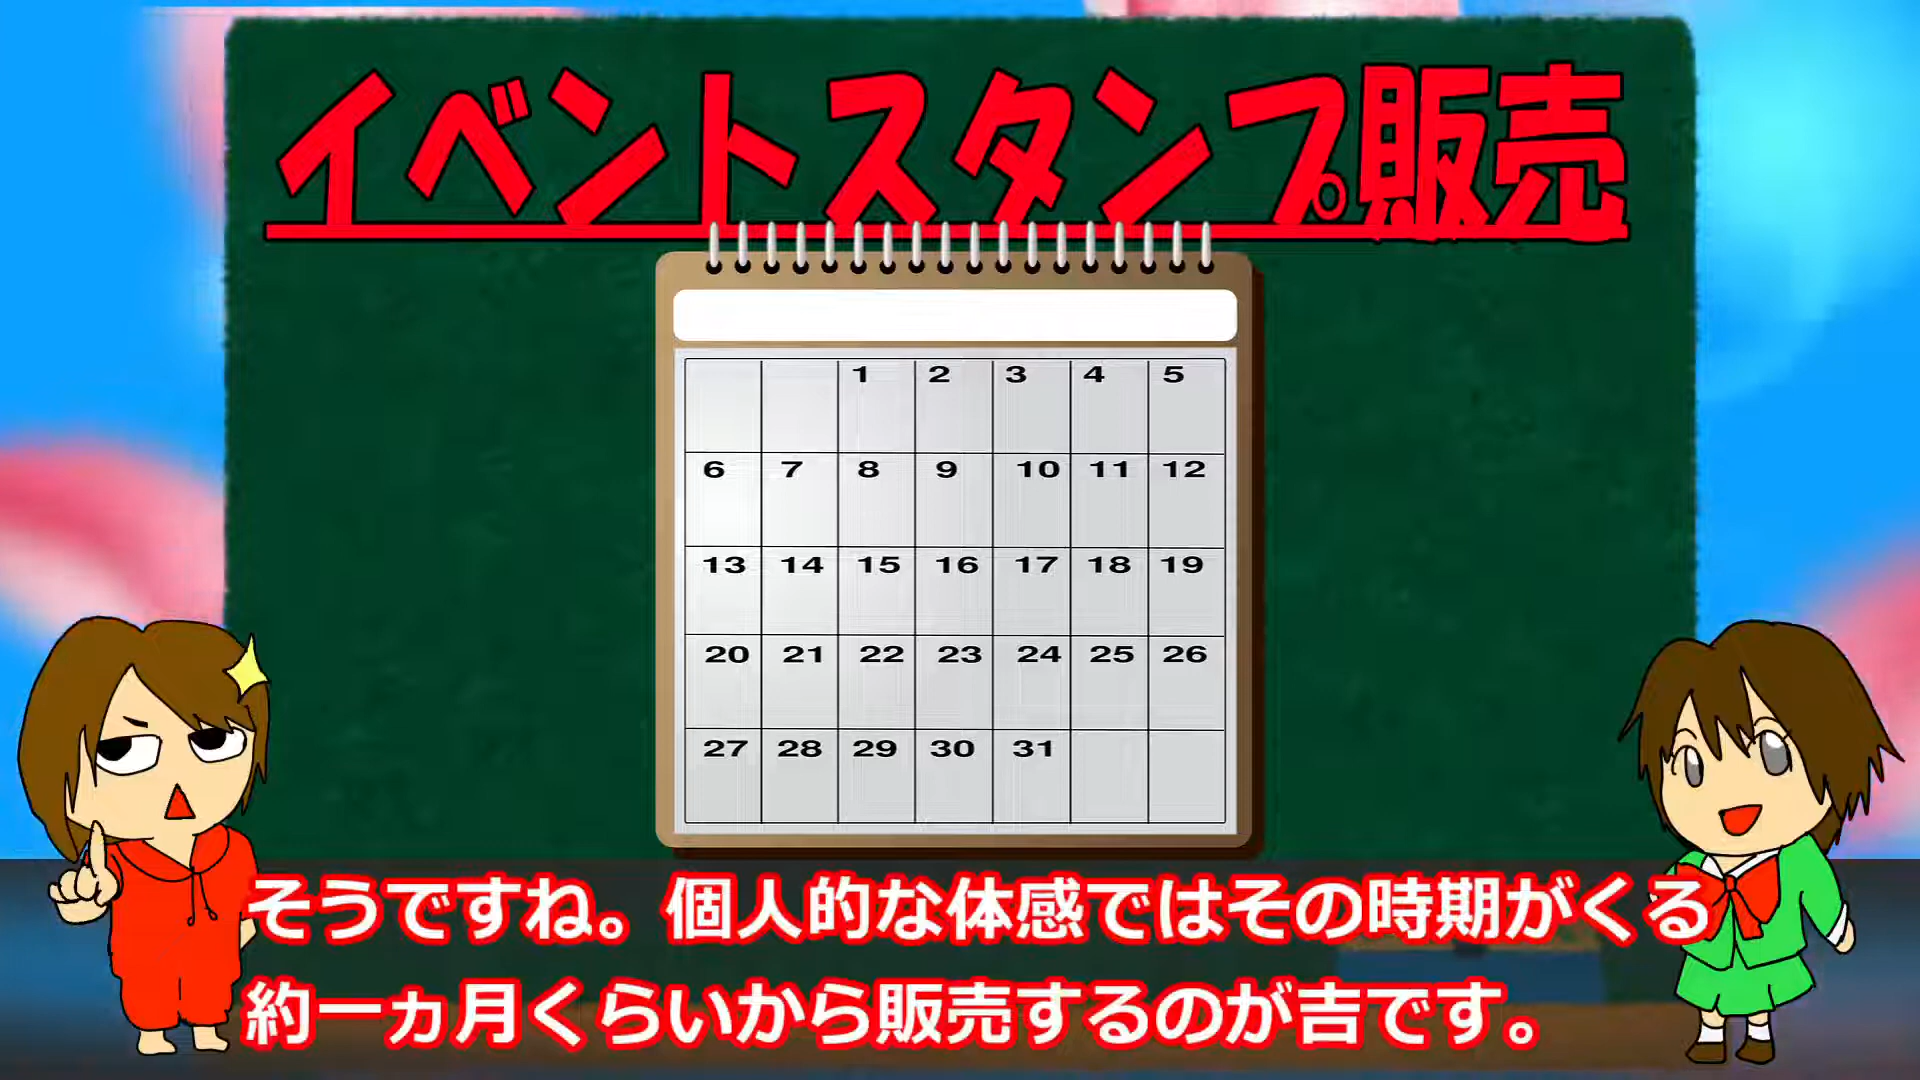 イベントスタンプ販売
1 2 3 4 5
6 7 8 9 10 11 12
13 14 15 16 17 18 19
20 21 22 23 24 25 26
27 28 29 30 31
そうですね。個人的な体感ではその時期がくる
約一ヵ月くらいから販売するのが吉です。